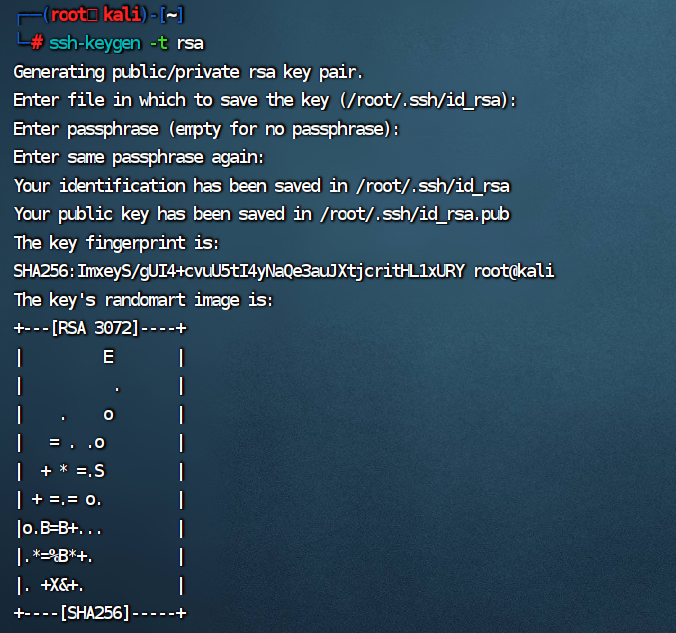 ┌──(root□ kali)-[~]
└─# ssh-keygen -t rsa
Generating public/private rsa key pair.
Enter file in which to save the key (/root/.ssh/id_rsa):
Enter passphrase (empty for no passphrase):
Enter same passphrase again:
Your identification has been saved in /root/.ssh/id_rsa
Your public key has been saved in /root/.ssh/id_rsa.pub
The key fingerprint is:
SHA256:ImxeyS/gUI4+cvuU5tI4yNaQe3auJXtjcritHL1xURY root@kali
The key's randomart image is:
+---[RSA 3072]----+
|         E       |
|          .      |
|    .    o       |
|   = . .o        |
|  + * =.S        |
| + =.= o.        |
|o.B=B+...        |
|.*=%B*+.         |
|. +X&+.          |
+----[SHA256]-----+